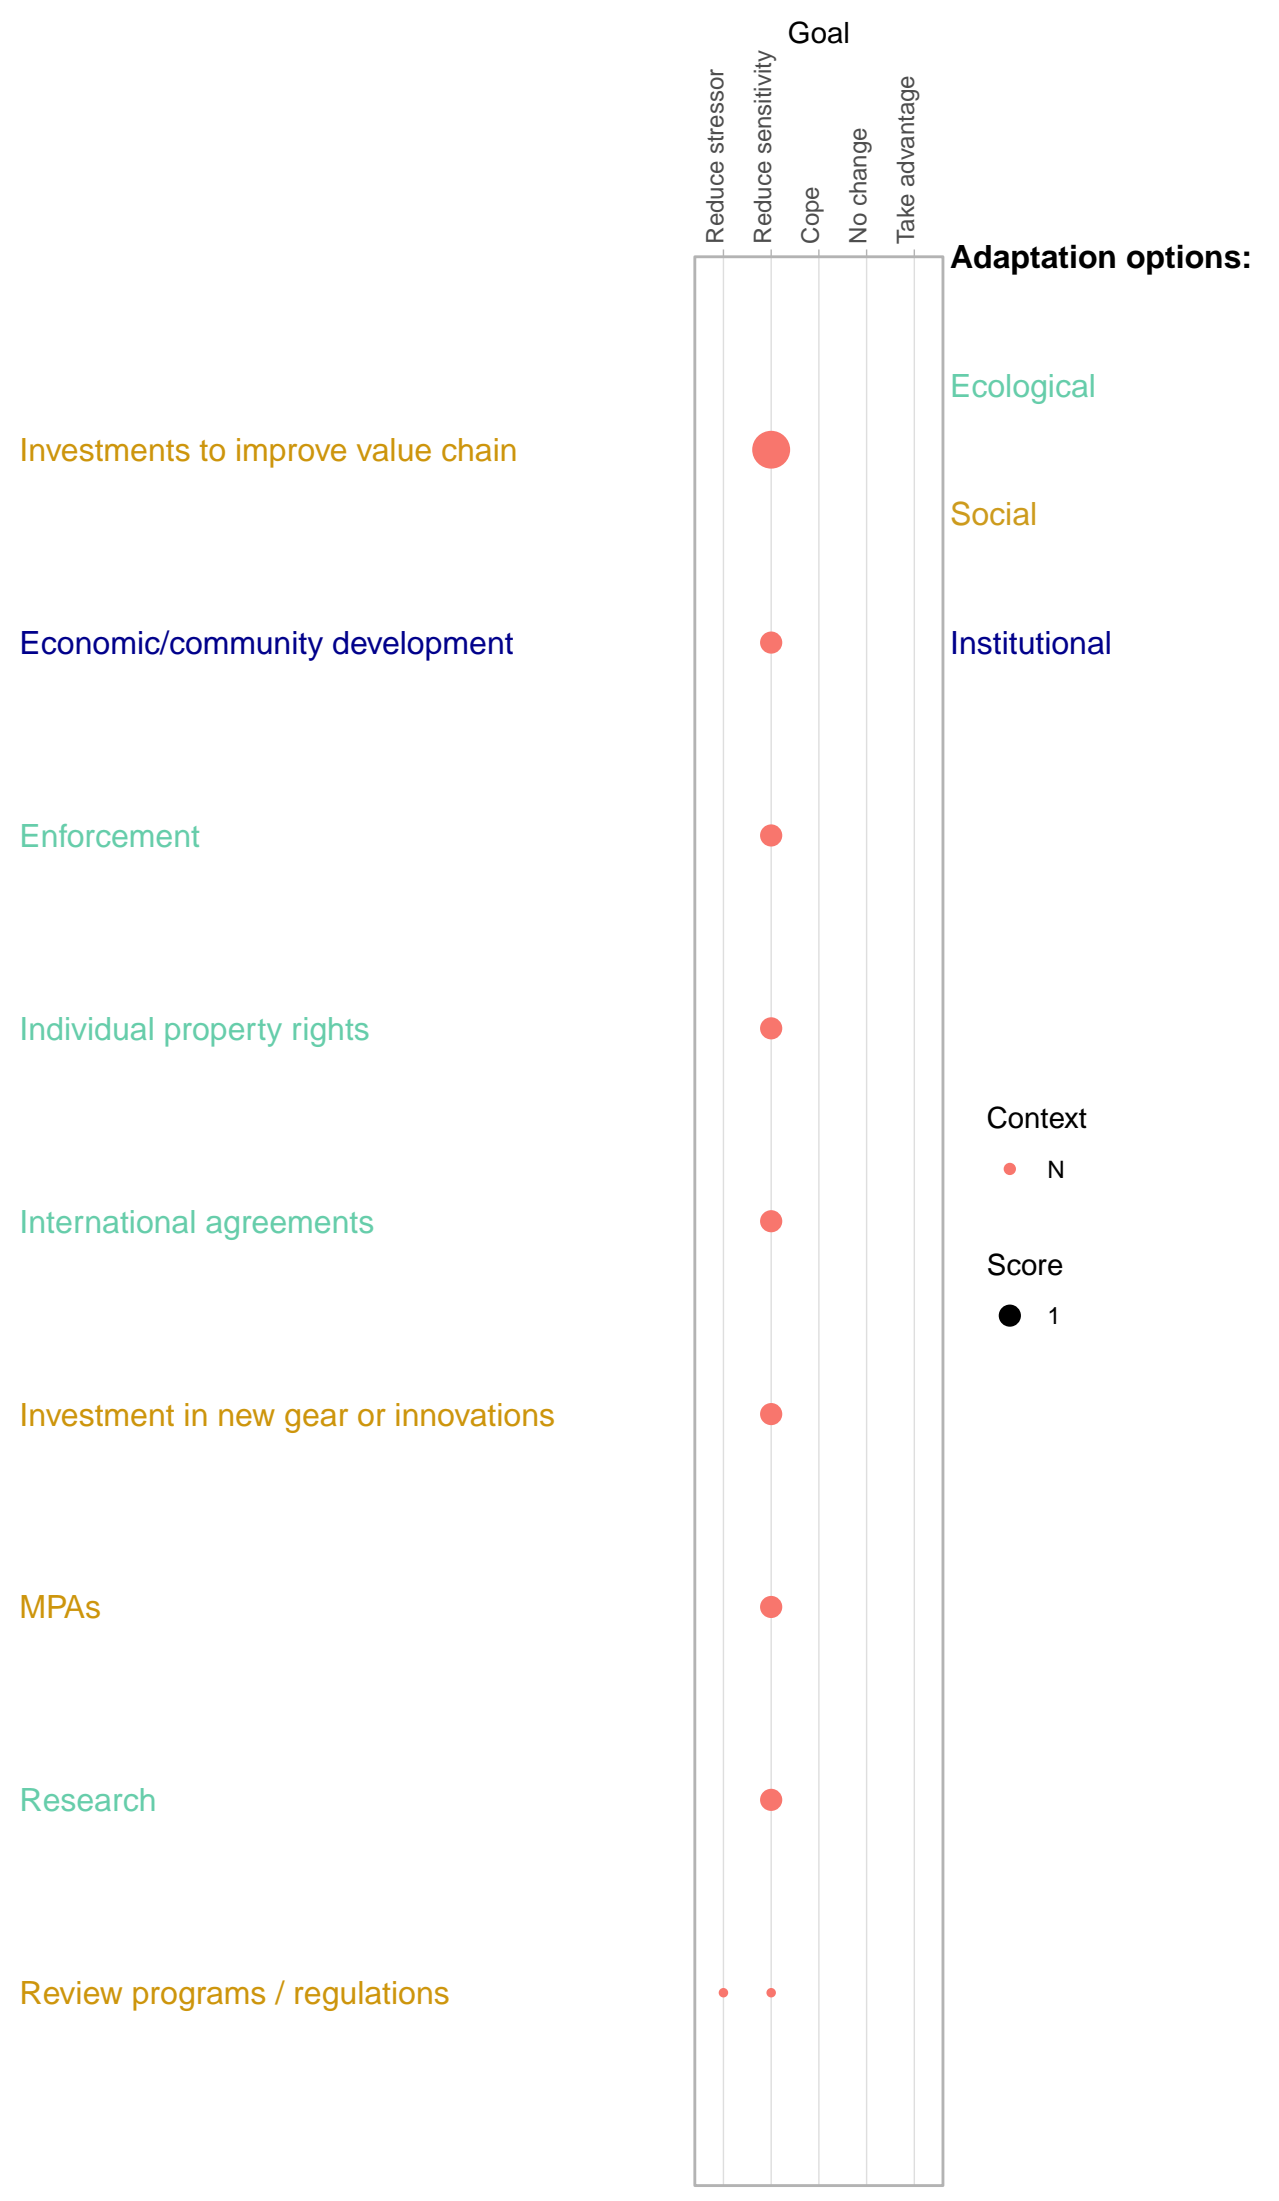 Goal
Reduce stressor
Reduce sensitivity
Cope
No change
Take advantage
Adaptation options:
Ecological
Investments to improve value chain
Social
Economic/community development
Institutional
Enforcement
Individual property rights
Context
N
International agreements
Score
1
Investment in new gear or innovations
MPAs
Research
Review programs / regulations